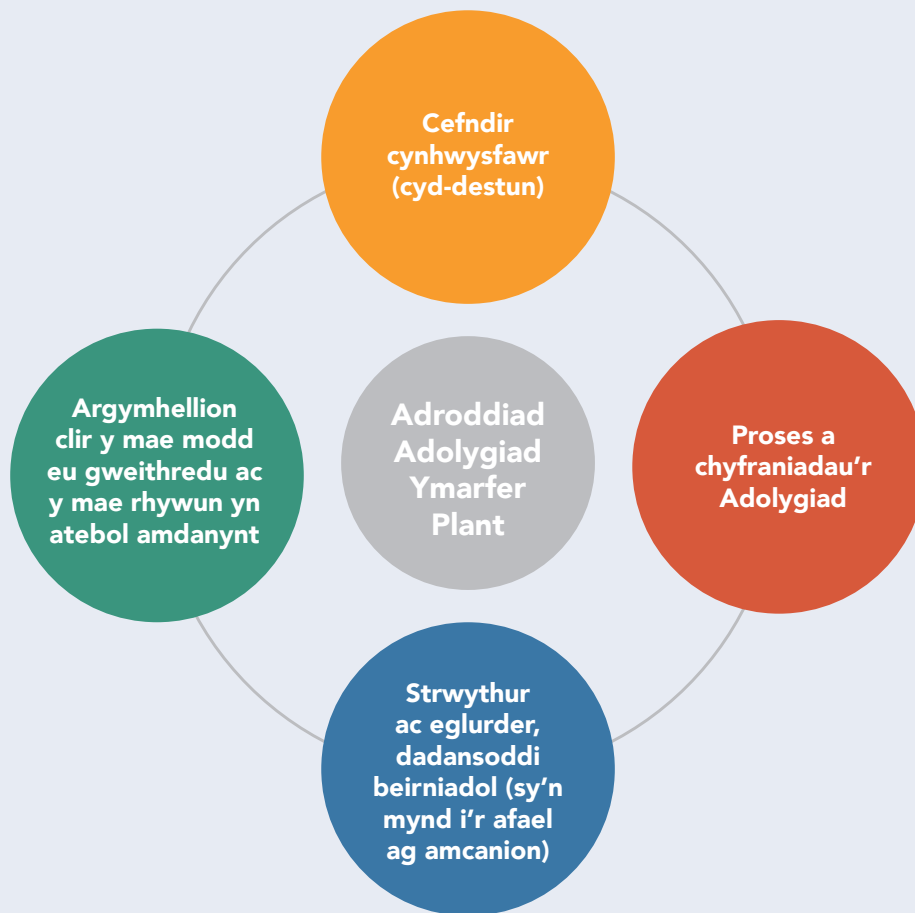 Cefndir
cynhwysfawr
(cyd-destun)
Argymhellion
clir y mae modd
eu gweithredu ac
y mae rhywun yn
atebol amdanynt
Adroddiad
Adolygiad
Ymarfer
Plant
Proses a
chyfraniadau’r
Adolygiad
Strwythur
ac eglurder,
dadansoddi
beirniadol (sy’n
mynd i’r afael
ag amcanion)